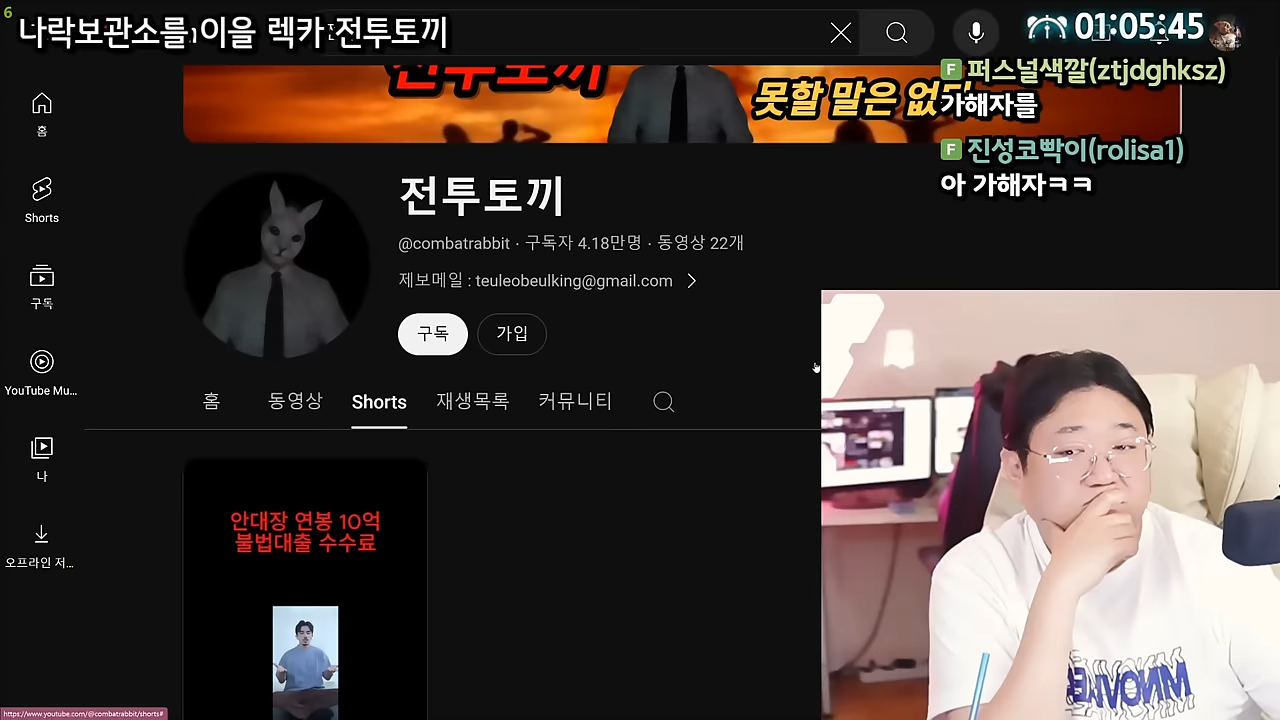 6
나락보관소를 이을 렉카 전투토끼
01:05:45
전투토끼
못할 말은 없다
퍼스널색깔(ztjdghksz)
가해자를
진성코빡이(rolisa1)
아 가해자ㅋㅋ
홈
Shorts
구독
YouTube Mu...
나
오프라인 저...
전투토끼
@combatrabbit · 구독자 4.18만명 · 동영상 22개
제보메일 : teuleobeulking@gmail.com
구독
가입
홈
동영상
Shorts
재생목록
커뮤니티
안대장 연봉 10억
불법대출 수수료
https://www.youtube.com/@combatrabbit/shorts#